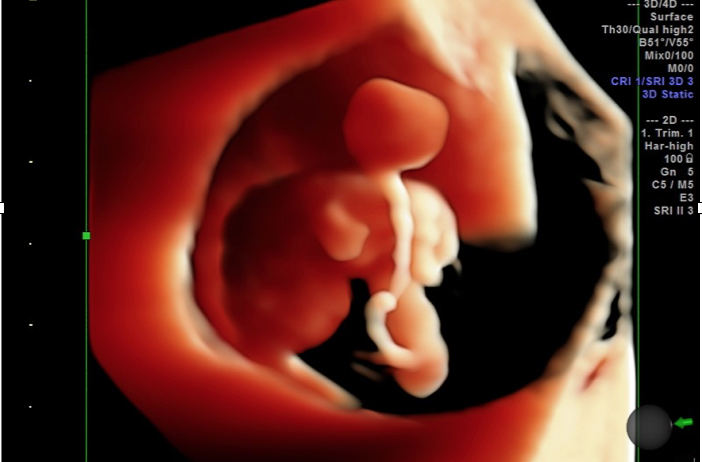 --- 3D/4D ---
Surface
Th30/Qual high2
B51°/V55°
Mix0/100
M0/0
CRI 1/SRI 3D 3
3D Static
--- 2D ---
1. Trim. 1
Har-high
100
Gn 5
C5 / M5
E3
SRI II 3